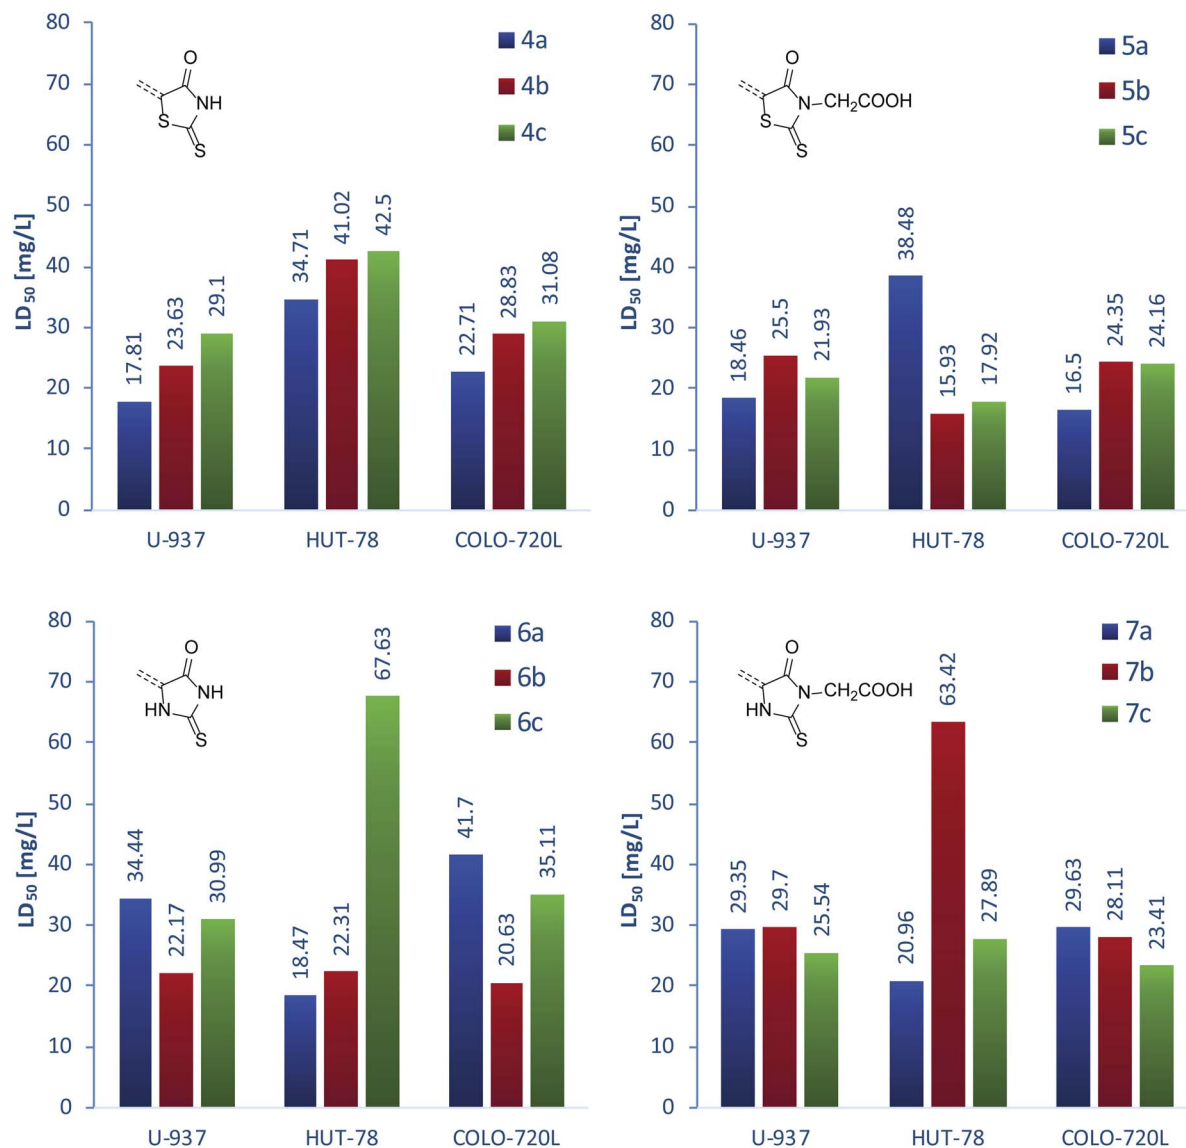 80
70
60
50
40
30
20
10
0
LD50 [mg/L]
O
NH
S
S
4a
4b
4c
17.81
23.63
29.1
34.71
41.02
42.5
22.71
28.83
31.08
U-937
HUT-78
COLO-720L
80
70
60
50
40
30
20
10
0
LD50 [mg/L]
O
N
CH2COOH
S
S
5a
5b
5c
18.46
25.5
21.93
38.48
15.93
17.92
16.5
24.35
24.16
U-937
HUT-78
COLO-720L
80
70
60
50
40
30
20
10
0
LD50 [mg/L]
O
NH
HN
S
6a
6b
6c
34.44
22.17
30.99
18.47
22.31
67.63
41.7
20.63
35.11
U-937
HUT-78
COLO-720L
80
70
60
50
40
30
20
10
0
LD50 [mg/L]
O
N
CH2COOH
HN
S
7a
7b
7c
29.35
29.7
25.54
20.96
63.42
27.89
29.63
28.11
23.41
U-937
HUT-78
COLO-720L